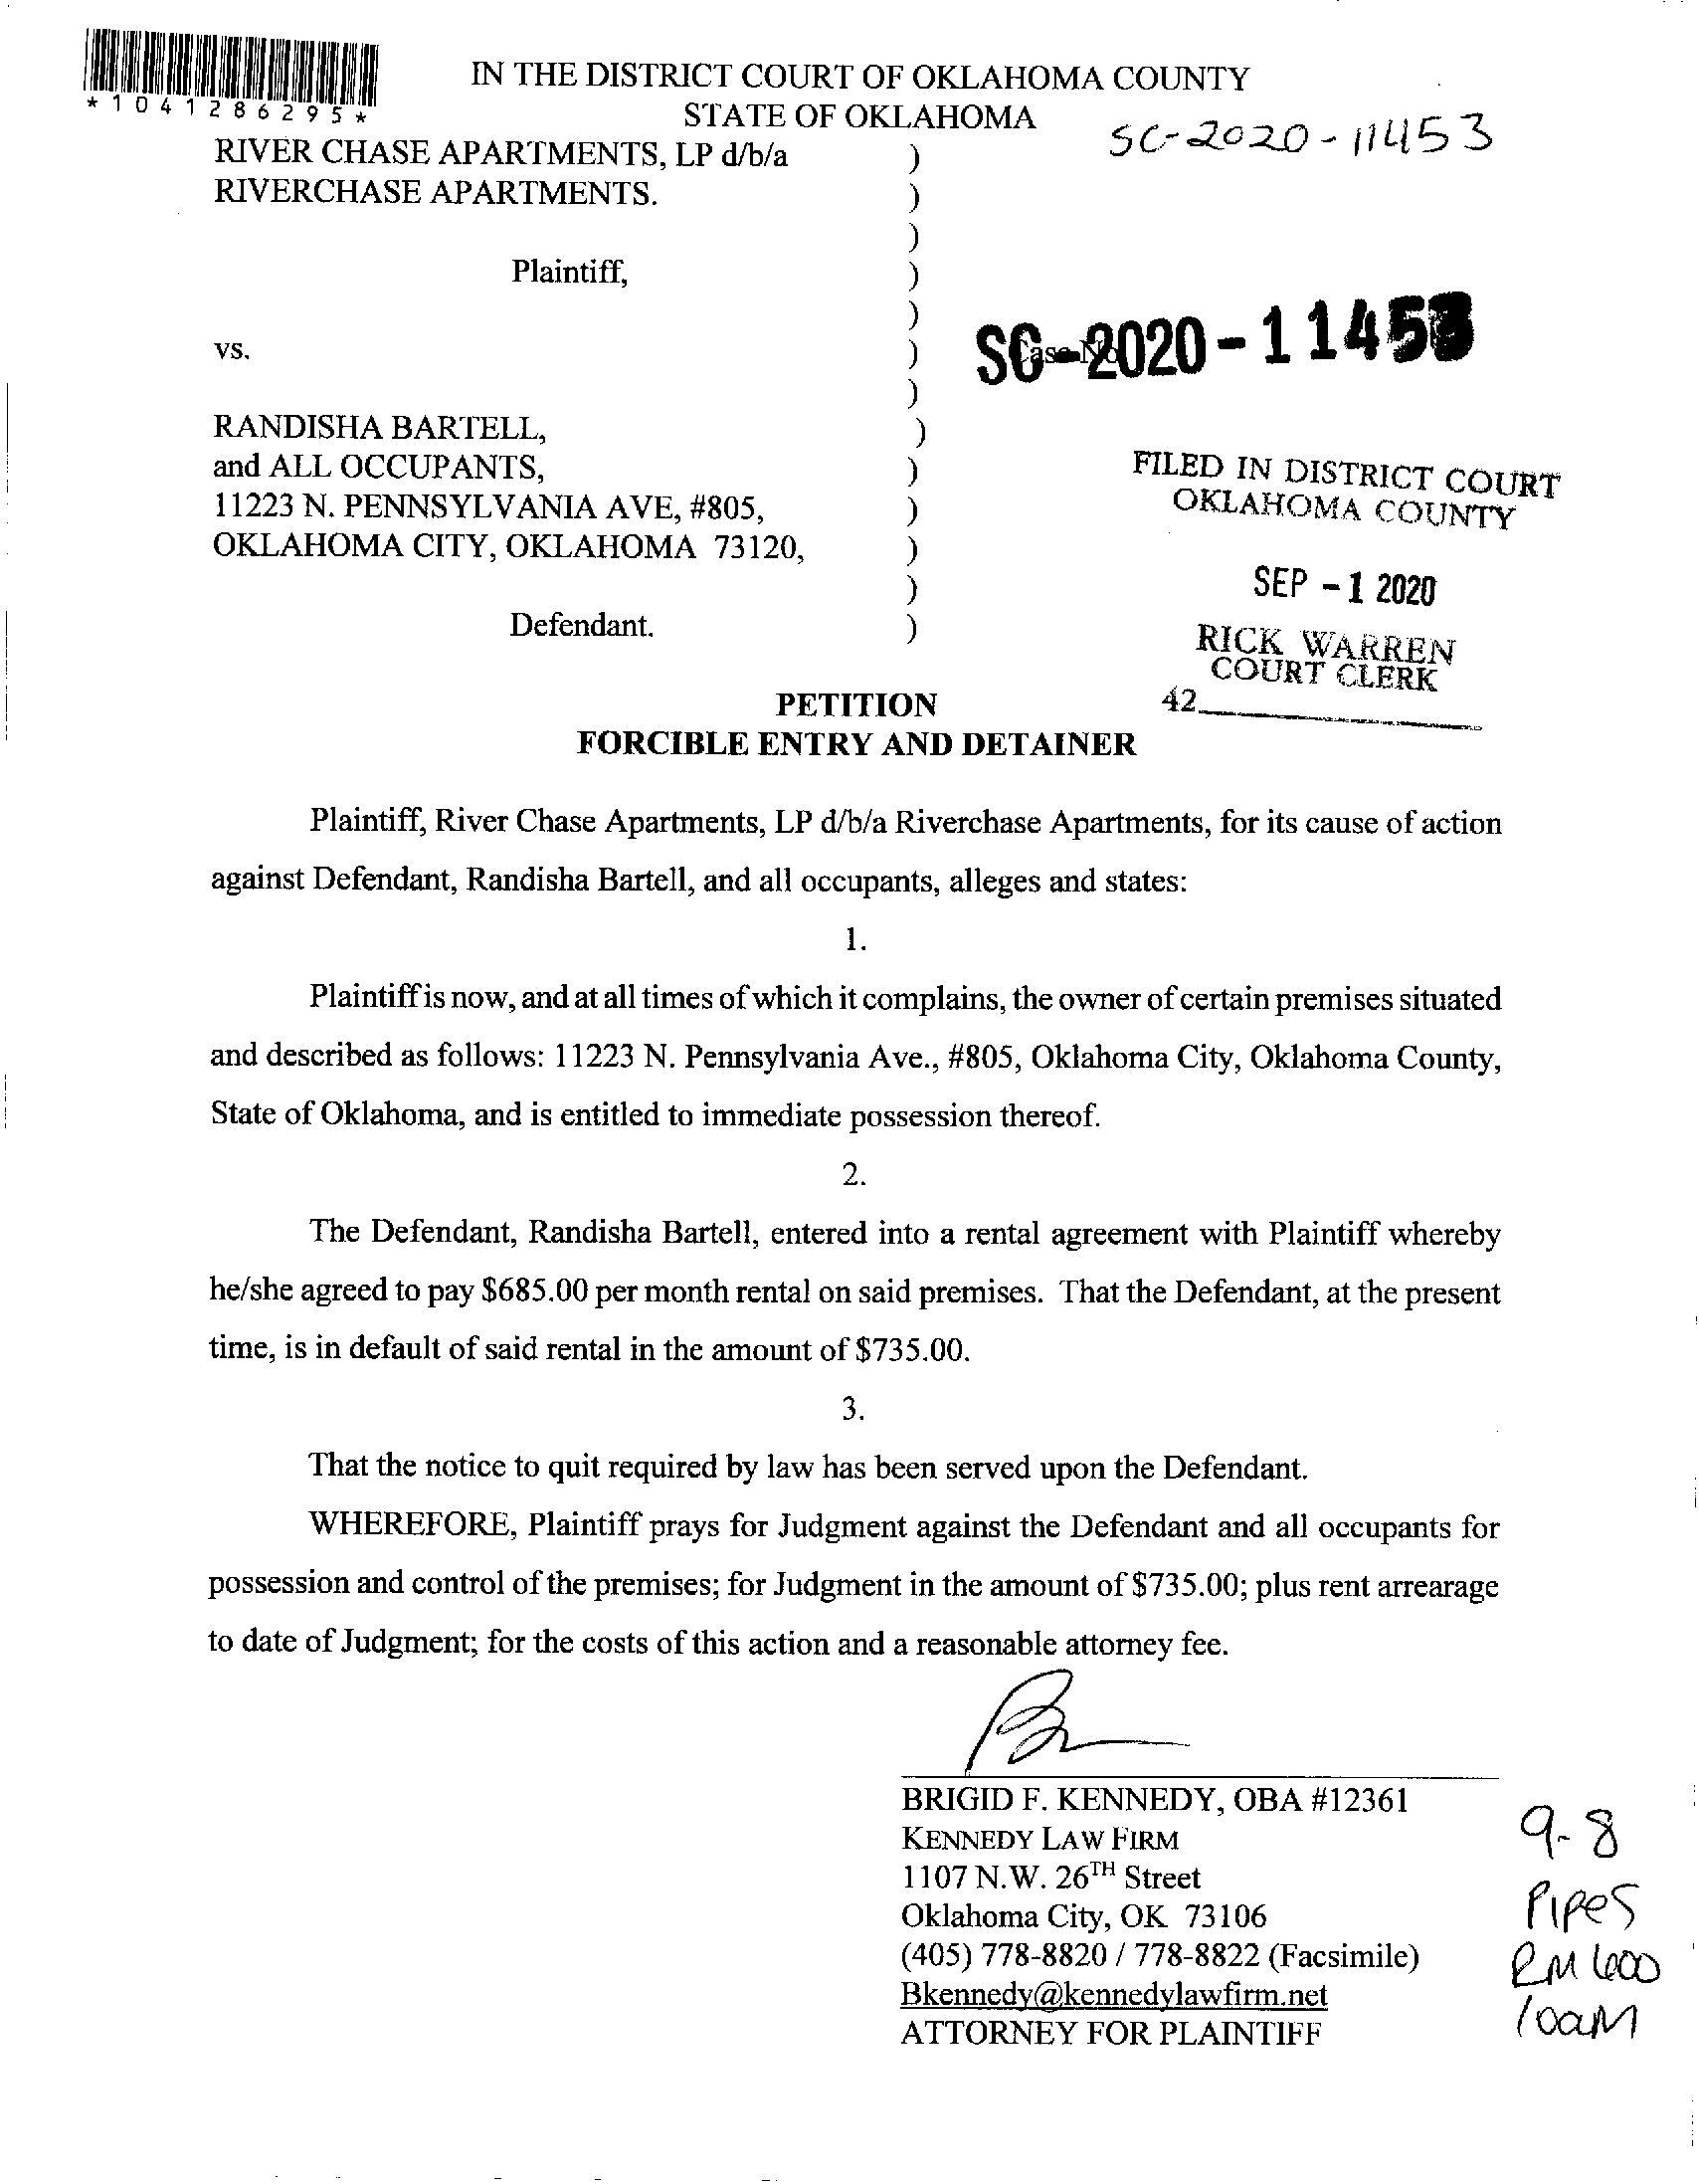 *1041286295*
IN THE DISTRICT COURT OF OKLAHOMA COUNTY
STATE OF OKLAHOMA
SC-2020-11453
RIVER CHASE APARTMENTS, LP d/b/a )
RIVERCHASE APARTMENTS. )
)
Plaintiff, )
)
vs. )
SC-2020-11453
Case No
)
RANDISHA BARTELL, )
and ALL OCCUPANTS, )
11223 N. PENNSYLVANIA AVE, #805, )
OKLAHOMA CITY, OKLAHOMA 73120, )
)
Defendant. )
FILED IN DISTRICT COURT
OKLAHOMA COUNTY
SEP -1 2020
RICK WARREN
COURT CLERK
42
PETITION
FORCIBLE ENTRY AND DETAINER
Plaintiff, River Chase Apartments, LP d/b/a Riverchase Apartments, for its cause of action
against Defendant, Randisha Bartell, and all occupants, alleges and states:
1.
Plaintiff is now, and at all times of which it complains, the owner of certain premises situated
and described as follows: 11223 N. Pennsylvania Ave., #805, Oklahoma City, Oklahoma County,
State of Oklahoma, and is entitled to immediate possession thereof.
2.
The Defendant, Randisha Bartell, entered into a rental agreement with Plaintiff whereby
he/she agreed to pay $685.00 per month rental on said premises. That the Defendant, at the present
time, is in default of said rental in the amount of $735.00.
3.
That the notice to quit required by law has been served upon the Defendant.
WHEREFORE, Plaintiff prays for Judgment against the Defendant and all occupants for
possession and control of the premises; for Judgment in the amount of $735.00; plus rent arrearage
to date of Judgment; for the costs of this action and a reasonable attorney fee.
BRIGID F. KENNEDY, OBA #12361
KENNEDY LAW FIRM
1107 N.W. 26TH Street
Oklahoma City, OK 73106
(405) 778-8820 / 778-8822 (Facsimile)
Bkennedy@kennedylawfirm.net
ATTORNEY FOR PLAINTIFF
9-8
PIPES
RM 600
10AM